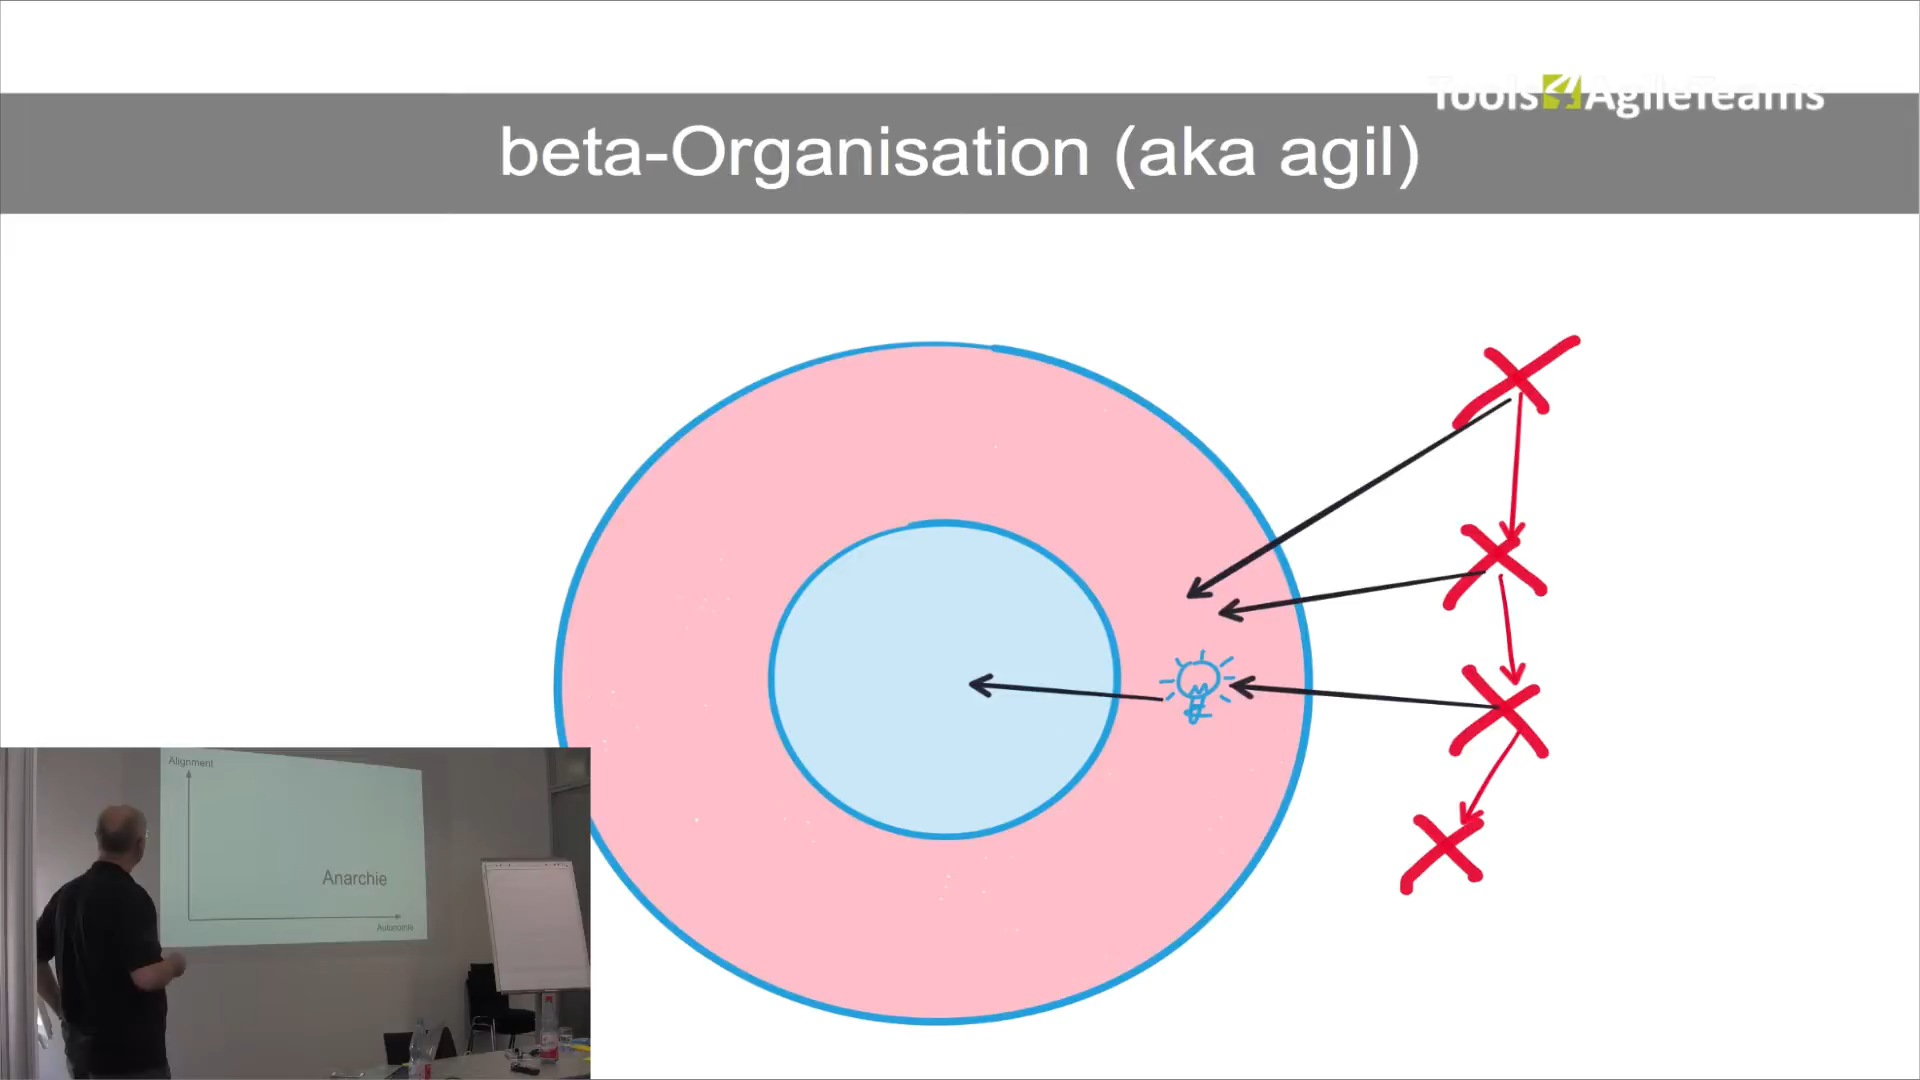 Tools4AgileTeams
beta-Organisation (aka agil)
Alignment
Anarchie
Autonomie